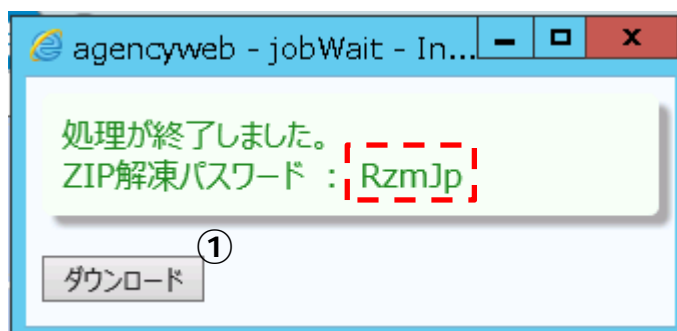 agencyweb - jobWait - In...
処理が終了しました。
ZIP解凍パスワード : RzmJp
①
ダウンロード